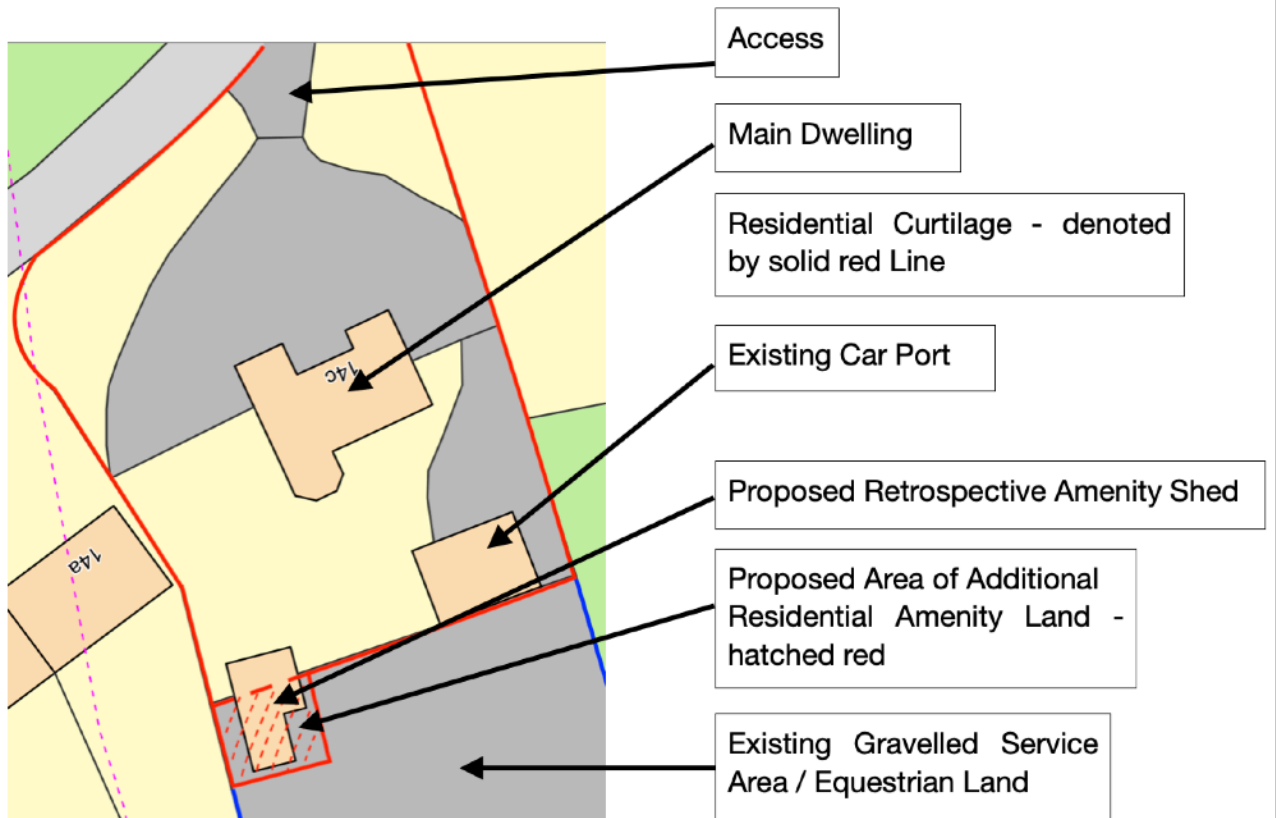 Access
Main Dwelling
Residential Curtilage - denoted
by solid red Line
Existing Car Port
Proposed Retrospective Amenity Shed
Proposed Area of Additional
Residential Amenity Land -
hatched red
Existing Gravelled Service
Area / Equestrian Land
14c
14a